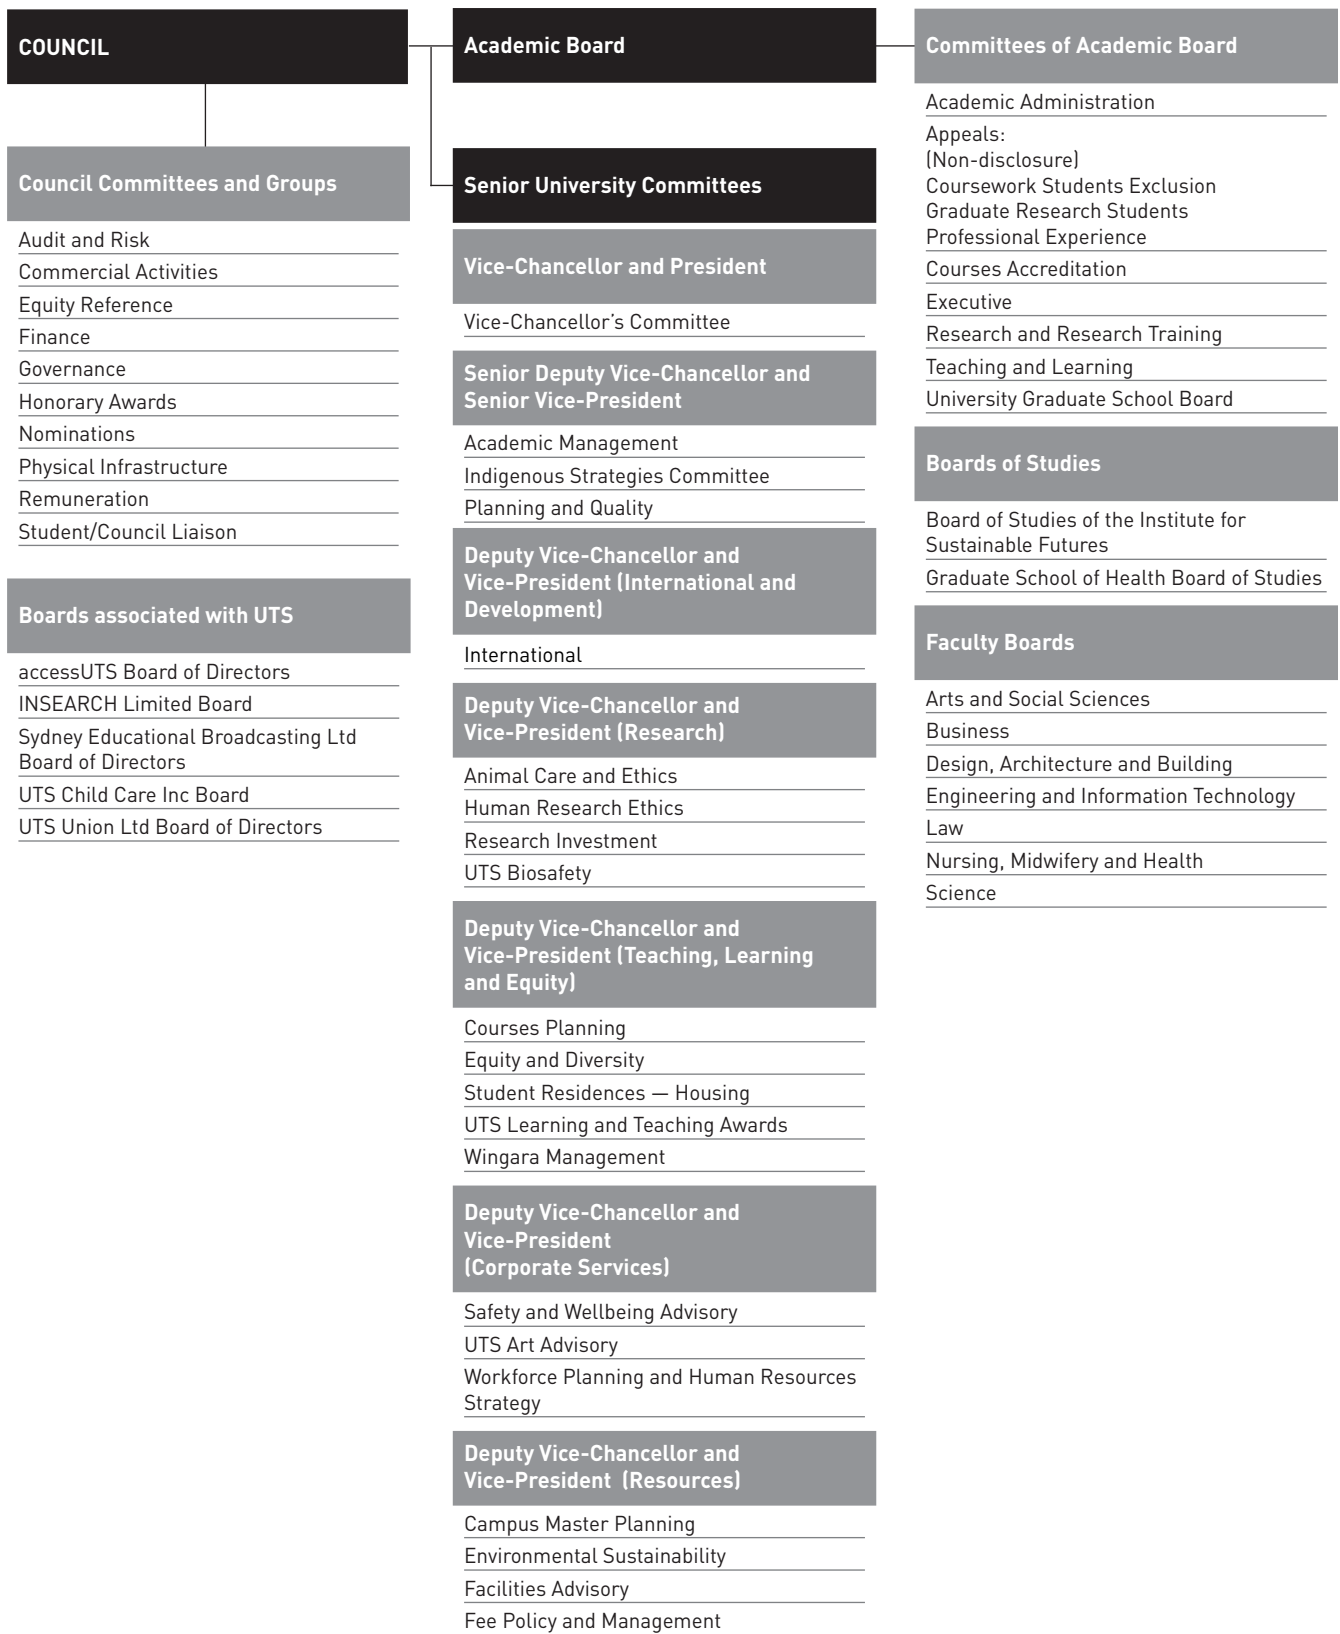 COUNCIL
Council Committees and Groups
Audit and Risk
Commercial Activities
Equity Reference
Finance
Governance
Honorary Awards
Nominations
Physical Infrastructure
Remuneration
Student/Council Liaison
Boards associated with UTS
accessUTS Board of Directors
INSEARCH Limited Board
Sydney Educational Broadcasting Ltd
Board of Directors
UTS Child Care Inc Board
UTS Union Ltd Board of Directors
Academic Board
Senior University Committees
Vice-Chancellor and President
Vice-Chancellor’s Committee
Senior Deputy Vice-Chancellor and
Senior Vice-President
Academic Management
Indigenous Strategies Committee
Planning and Quality
Deputy Vice-Chancellor and
Vice-President (International and
Development)
International
Deputy Vice-Chancellor and
Vice-President (Research)
Animal Care and Ethics
Human Research Ethics
Research Investment
UTS Biosafety
Deputy Vice-Chancellor and
Vice-President (Teaching, Learning
and Equity)
Courses Planning
Equity and Diversity
Student Residences — Housing
UTS Learning and Teaching Awards
Wingara Management
Deputy Vice-Chancellor and
Vice-President
(Corporate Services)
Safety and Wellbeing Advisory
UTS Art Advisory
Workforce Planning and Human Resources
Strategy
Deputy Vice-Chancellor and
Vice-President (Resources)
Campus Master Planning
Environmental Sustainability
Facilities Advisory
Fee Policy and Management
Committees of Academic Board
Academic Administration
Appeals:
(Non-disclosure)
Coursework Students Exclusion
Graduate Research Students
Professional Experience
Courses Accreditation
Executive
Research and Research Training
Teaching and Learning
University Graduate School Board
Boards of Studies
Board of Studies of the Institute for
Sustainable Futures
Graduate School of Health Board of Studies
Faculty Boards
Arts and Social Sciences
Business
Design, Architecture and Building
Engineering and Information Technology
Law
Nursing, Midwifery and Health
Science